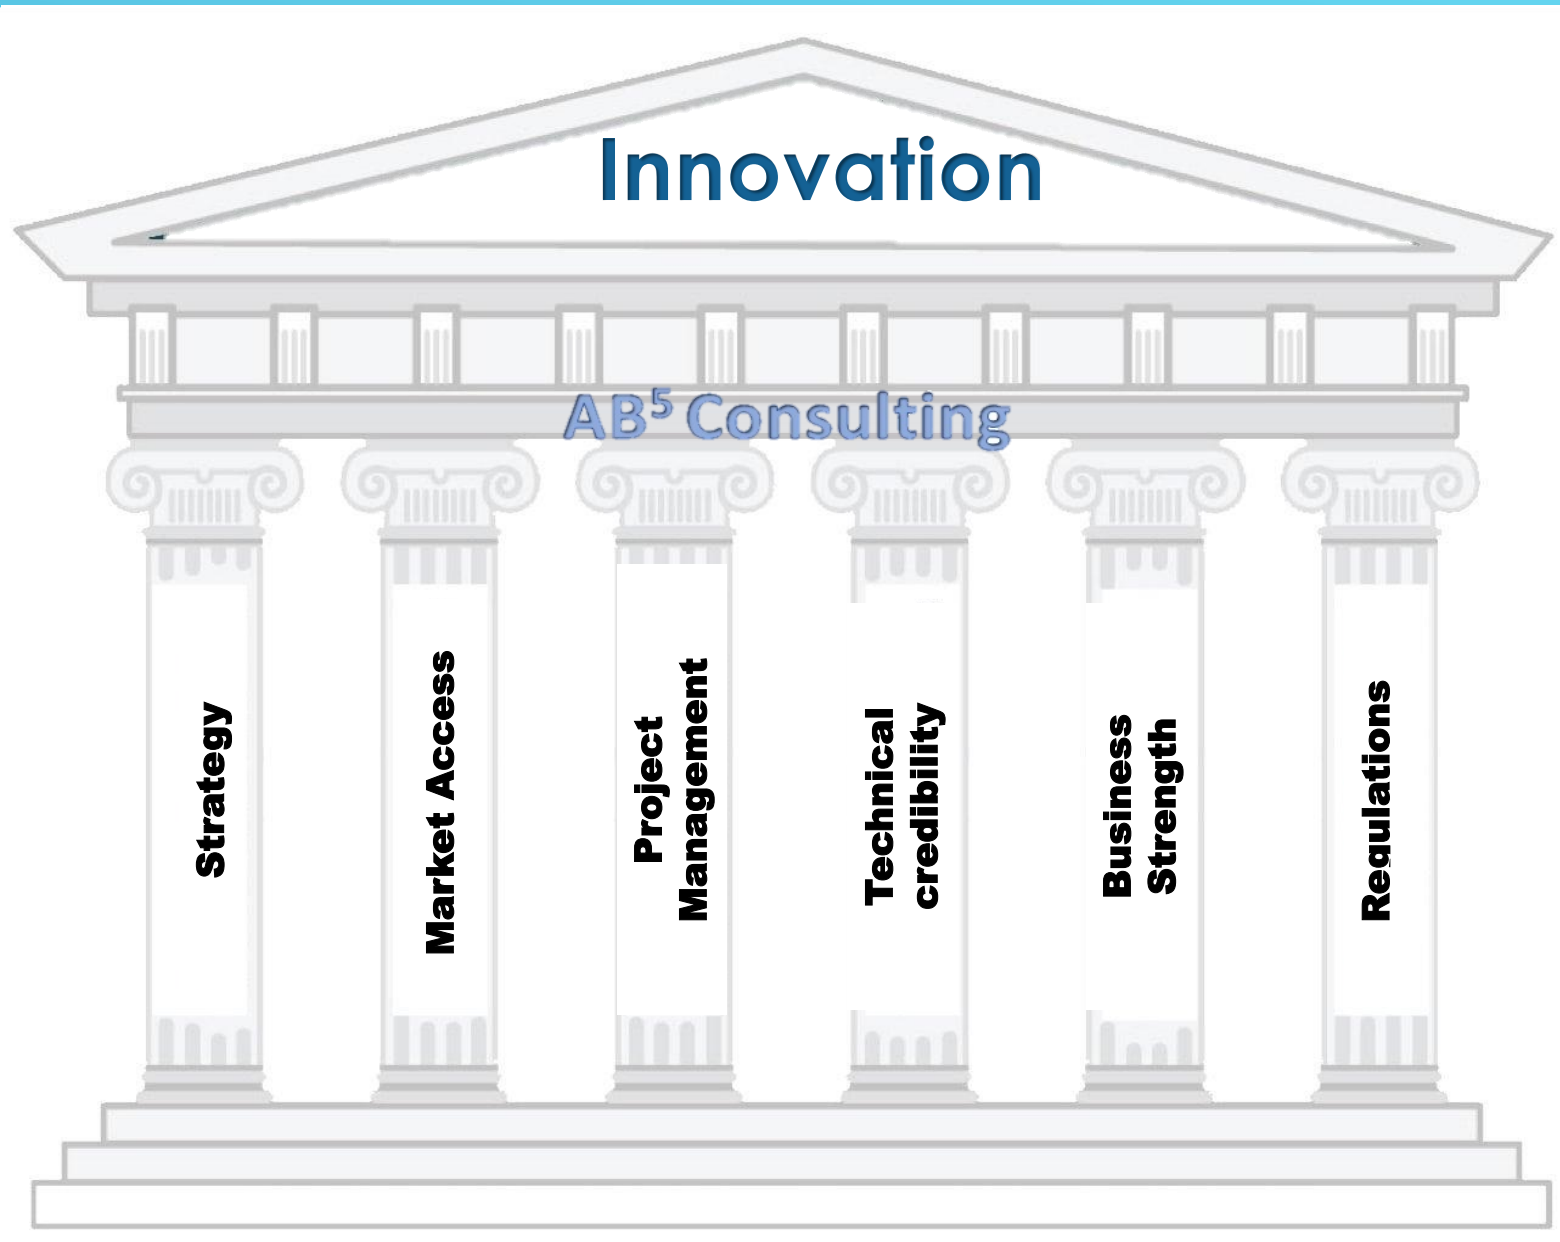 Innovation
AB⁵ Consulting
Strategy
Market Access
Project
Management
Technical
credibility
Business
Strength
Regulations